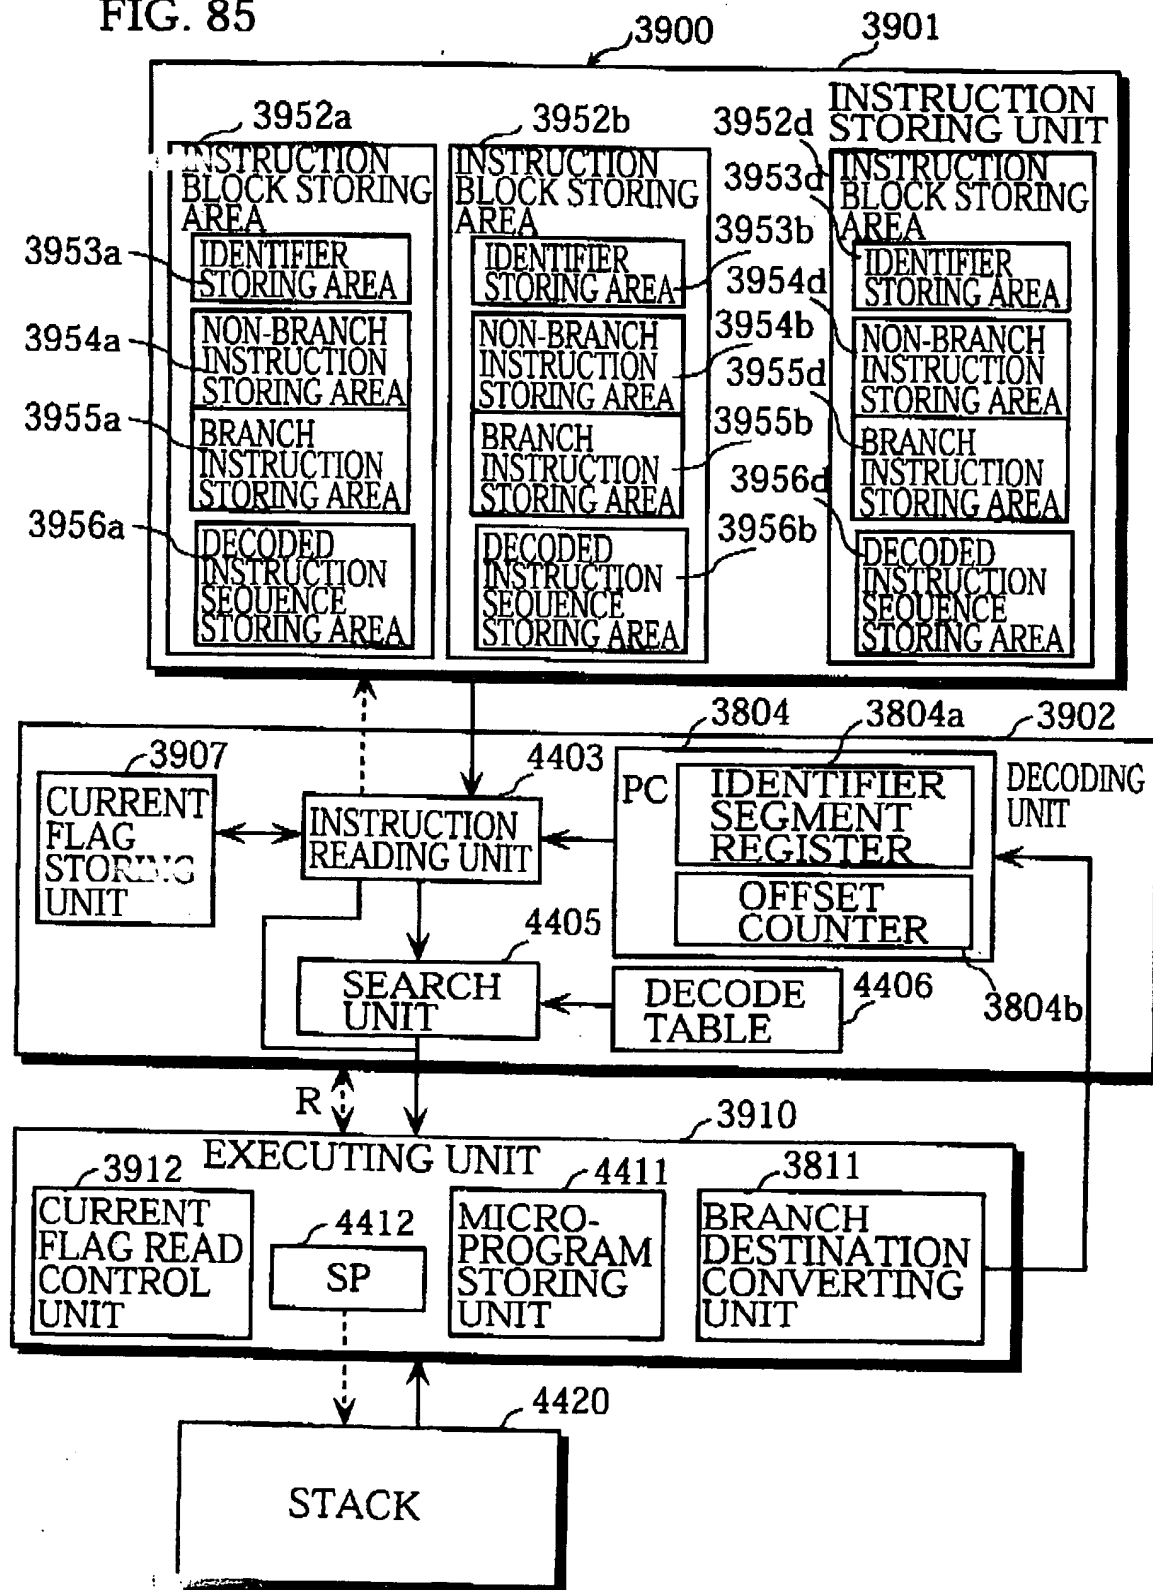 FIG. 85
3900
3901
INSTRUCTION
STORING UNIT
3952a
3952b
3952d
INSTRUCTION
BLOCK STORING
AREA
3953a
IDENTIFIER
STORING AREA
3954a
NON-BRANCH
INSTRUCTION
STORING AREA
3955a
BRANCH
INSTRUCTION
STORING AREA
3956a
DECODED
INSTRUCTION
SEQUENCE
STORING AREA
INSTRUCTION
BLOCK STORING
AREA
3953b
IDENTIFIER
STORING AREA
3954b
NON-BRANCH
INSTRUCTION
STORING AREA
3955b
BRANCH
INSTRUCTION
STORING AREA
3956b
DECODED
INSTRUCTION
SEQUENCE
STORING AREA
INSTRUCTION
BLOCK STORING
AREA
3953d
IDENTIFIER
STORING AREA
3954d
NON-BRANCH
INSTRUCTION
STORING AREA
3955d
BRANCH
INSTRUCTION
STORING AREA
3956d
DECODED
INSTRUCTION
SEQUENCE
STORING AREA
3907
CURRENT
FLAG
STORING
UNIT
4403
INSTRUCTION
READING UNIT
3804
PC
3804a
IDENTIFIER
SEGMENT
REGISTER
OFFSET
COUNTER
3804b
3902
DECODING
UNIT
4405
SEARCH
UNIT
DECODE
TABLE
4406
R
3910
EXECUTING UNIT
3912
CURRENT
FLAG READ
CONTROL
UNIT
4412
SP
4411
MICRO-
PROGRAM
STORING
UNIT
3811
BRANCH
DESTINATION
CONVERTING
UNIT
4420
STACK